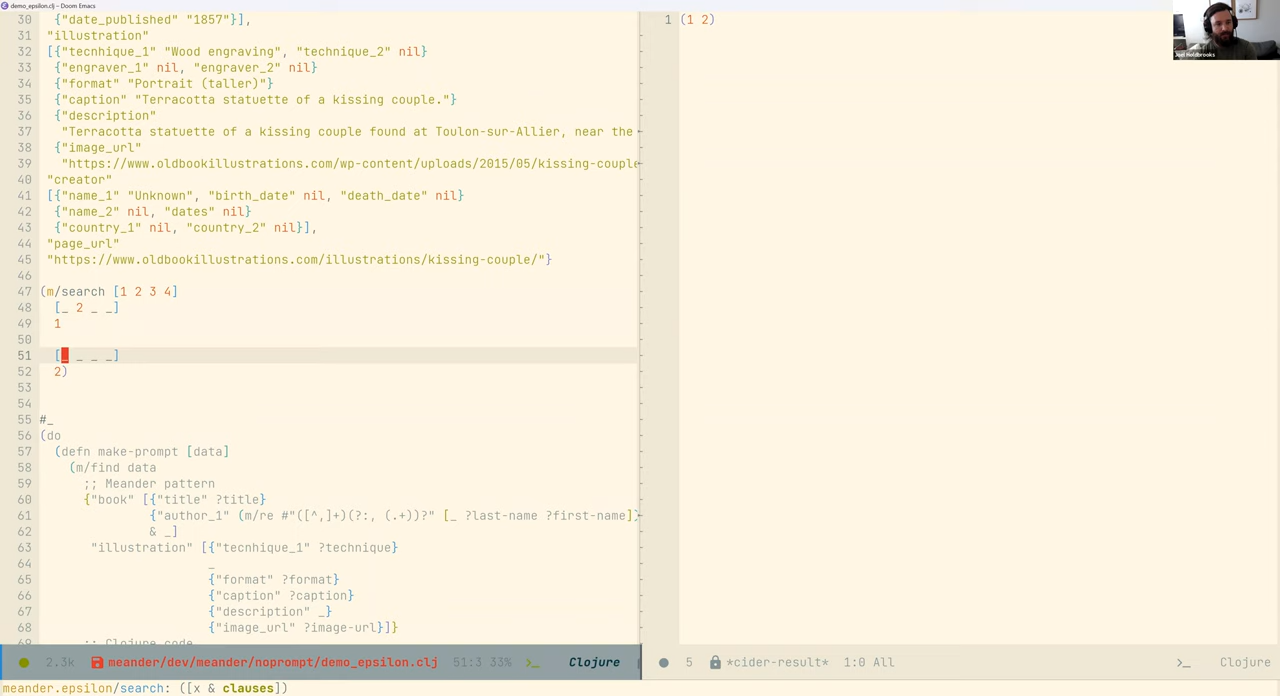 demo_epsilon.clj – Doom Emacs
30 {"date_published" "1857"}],
31 "illustration"
32 [{"tecnhique_1" "Wood engraving", "technique_2" nil}
33 {"engraver_1" nil, "engraver_2" nil}
34 {"format" "Portrait (taller)"}
35 {"caption" "Terracotta statuette of a kissing couple."}
36 {"description"
37 "Terracotta statuette of a kissing couple found at Toulon-sur-Allier, near the
38 {"image_url"
39 "https://www.oldbookillustrations.com/wp-content/uploads/2015/05/kissing-couple
40 "creator"
41 [{"name_1" "Unknown", "birth_date" nil, "death_date" nil}
42 {"name_2" nil, "dates" nil}
43 {"country_1" nil, "country_2" nil}],
44 "page_url"
45 "https://www.oldbookillustrations.com/illustrations/kissing-couple/"}
46
47 (m/search [1 2 3 4]
48 [_ 2 _ _]
49 1
50
51 [_ _ _ _]
52 2)
53
54
55 #_
56 (do
57 (defn make-prompt [data]
58 (m/find data
59 ;; Meander pattern
60 {"book" [{"title" ?title}
61 {"author_1" (m/re #"([^,]+)(?:, (.+))?" [_ ?last-name ?first-name])
62 & _]
63 "illustration" [{"tecnhique_1" ?technique}
64 _
65 {"format" ?format}
66 {"caption" ?caption}
67 {"description" _}
68 {"image_url" ?image-url}]}
69 ;; Clojure code
2.3k meander/dev/meander/noprompt/demo_epsilon.clj 51:3 33% >_ Clojure
meander.epsilon/search: ([x & clauses])
1 (1 2)
5 *cider-result* 1:0 All >_ Clojure
Joel Holdbrooks